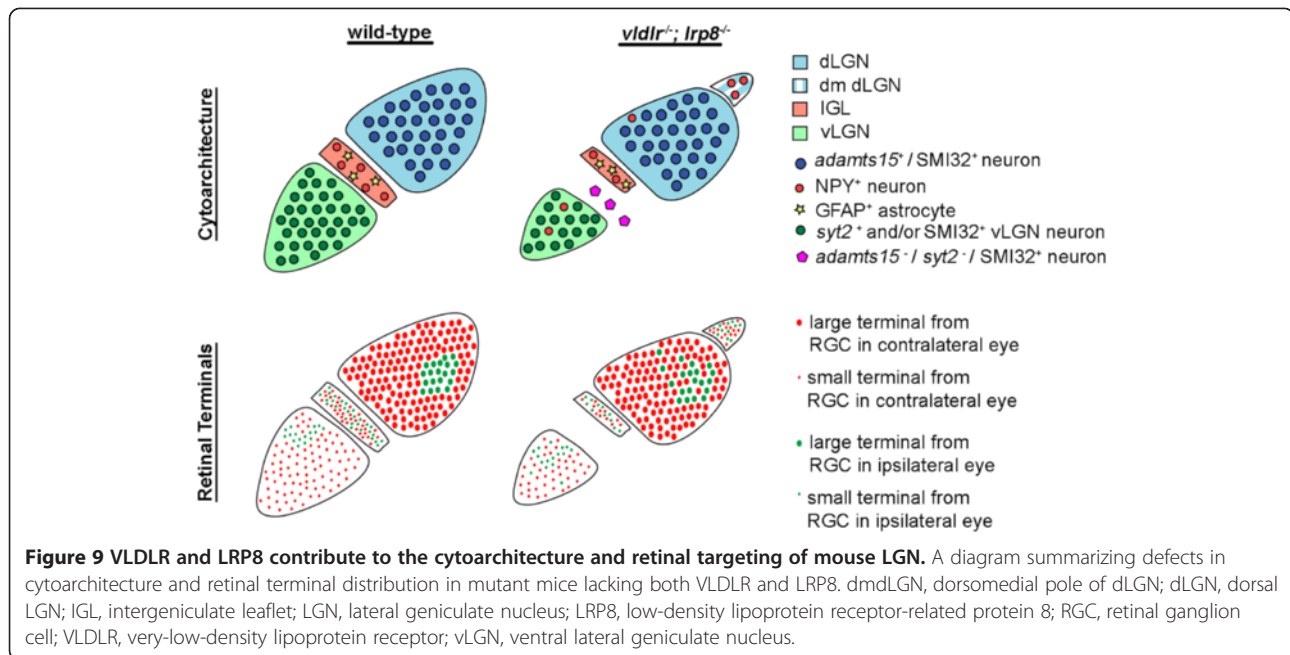 wild-type
vldlr-/-; lrp8-/-
Cytoarchitecture
dLGN
dm dLGN
IGL
vLGN
adamts15+ / SMI32+ neuron
NPY+ neuron
GFAP+ astrocyte
syt2 + and/or SMI32+ vLGN neuron
adamts15 - / syt2 - / SMI32+ neuron
Retinal Terminals
large terminal from
RGC in contralateral eye
small terminal from
RGC in contralateral eye
large terminal from
RGC in ipsilateral eye
small terminal from
RGC in ipsilateral eye
Figure 9 VLDLR and LRP8 contribute to the cytoarchitecture and retinal targeting of mouse LGN. A diagram summarizing defects in
cytoarchitecture and retinal terminal distribution in mutant mice lacking both VLDLR and LRP8. dmdLGN, dorsomedial pole of dLGN; dLGN, dorsal
LGN; IGL, intergeniculate leaflet; LGN, lateral geniculate nucleus; LRP8, low-density lipoprotein receptor-related protein 8; RGC, retinal ganglion
cell; VLDLR, very-low-density lipoprotein receptor; vLGN, ventral lateral geniculate nucleus.